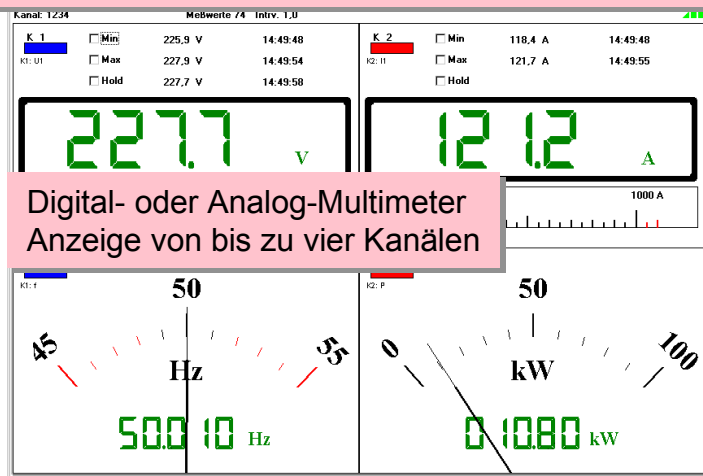 Kanal: 1234 Meßwerte 74 Intrv. 1,0
K 1 Min 225,9 V 14:49:48
K1: U1 Max 227,9 V 14:49:54
Hold 227,7 V 14:49:58
K 2 Min 118,4 A 14:49:48
K2: I1 Max 121,7 A 14:49:55
Hold
227.7 V
121.2 A
1000 A
Digital- oder Analog-Multimeter
Anzeige von bis zu vier Kanälen
K1: f
45 50 55
Hz
50.010 Hz
K2: P
0 50 100
kW
010.80 kW